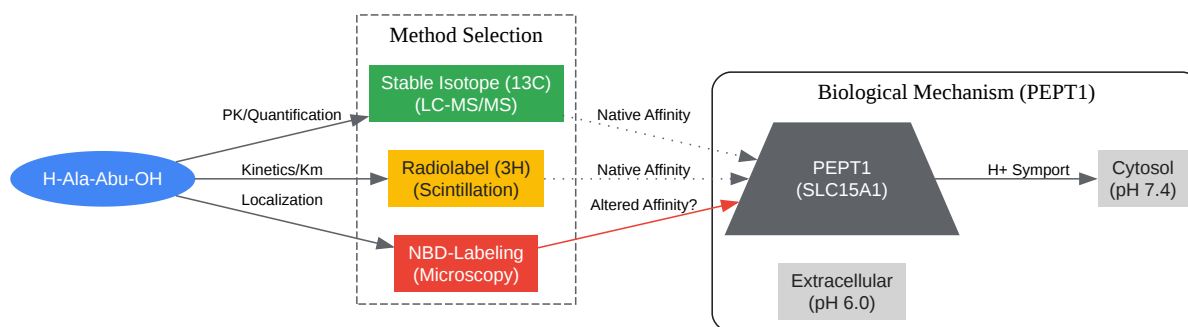 Method Selection
Stable Isotope (13C)
(LC-MS/MS)
PK/Quantification
Native Affinity
Biological Mechanism (PEPT1)
H-Ala-Abu-OH
Kinetics/Km
Radiolabel (3H)
(Scintillation)
Native Affinity
PEPT1
(SLC15A1)
H+ Symport
Cytosol
(pH 7.4)
Localization
Altered Affinity?
NBD-Labeling
(Microscopy)
Extracellular
(pH 6.0)